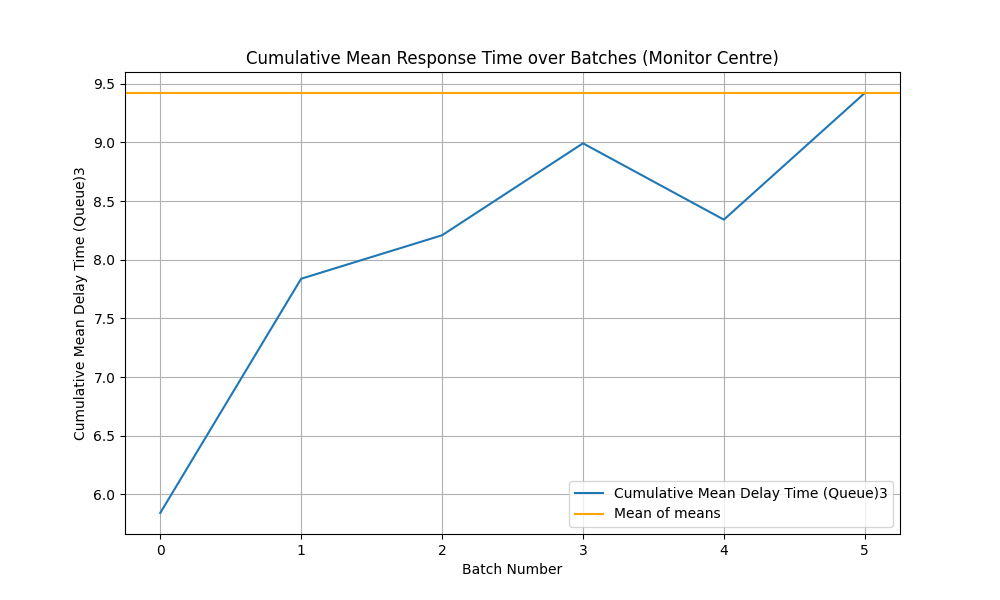 Cumulative Mean Response Time over Batches (Monitor Centre)
Cumulative Mean Delay Time (Queue)3
9.5
9.0
8.5
8.0
7.5
7.0
6.5
6.0
Cumulative Mean Delay Time (Queue)3
Mean of means
0 1 2 3 4 5
Batch Number